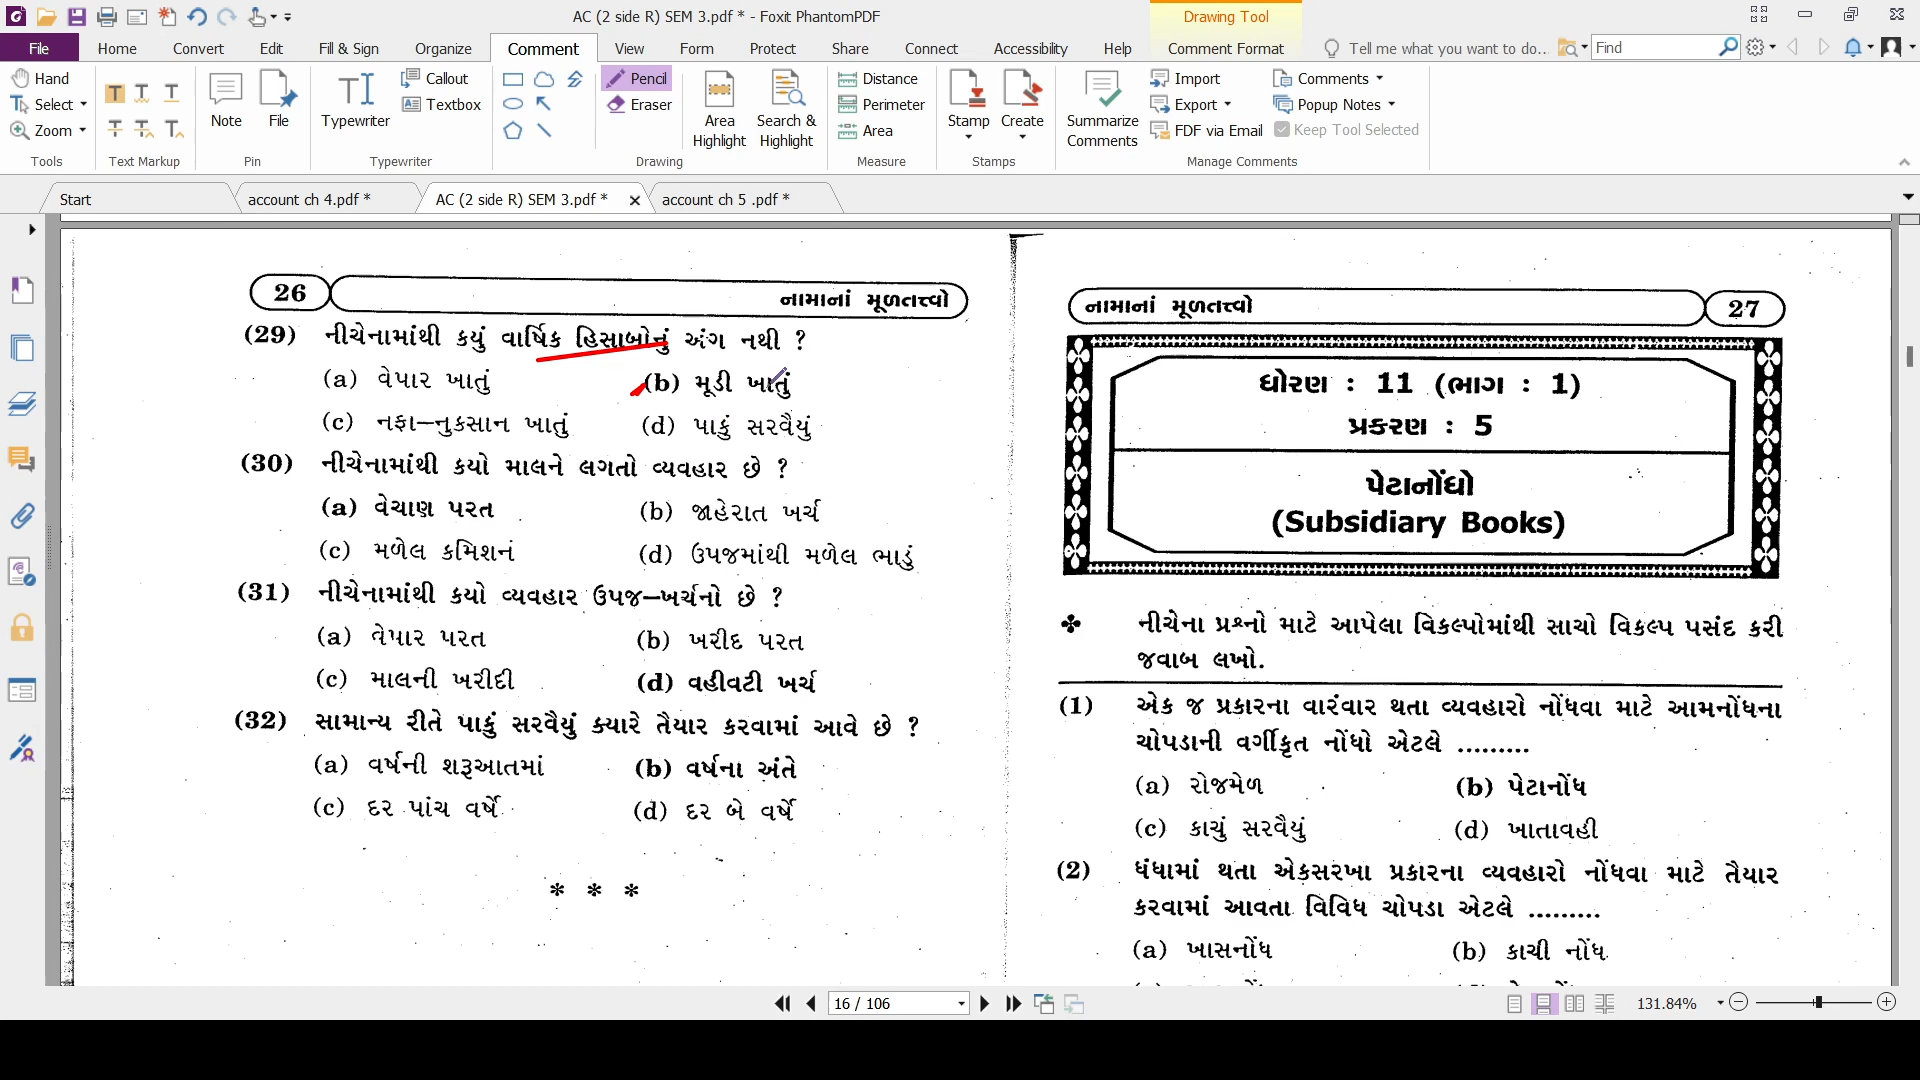 AC (2 side R) SEM 3.pdf * - Foxit PhantomPDF
Drawing Tool
File Home Convert Edit Fill & Sign Organize Comment View Form Protect Share Connect Accessibility Help Comment Format Tell me what you want to do... Find
Hand Callout Pencil Distance Import Comments
Select Textbox Eraser Perimeter Export Popup Notes
Zoom Note File Typewriter Area Highlight Search & Highlight Area Stamp Create Summarize Comments FDF via Email Keep Tool Selected
Tools Text Markup Pin Typewriter Drawing Measure Stamps Manage Comments
Start account ch 4.pdf * AC (2 side R) SEM 3.pdf * account ch 5 .pdf *
26 નામાનાં મૂળતત્ત્વો
(29) નીચેનામાંથી કયું વાર્ષિક હિસાબોનું અંગ નથી ?
(a) વેપાર ખાતું (b) મૂડી ખાતું
(c) નફા—નુકસાન ખાતું (d) પાકું સરવૈયું
(30) નીચેનામાંથી કયો માલને લગતો વ્યવહાર છે ?
(a) વેચાણ પરત (b) જાહેરાત ખર્ચ
(c) મળેલ કમિશનં (d) ઉપજમાંથી મળેલ ભાડું
(31) નીચેનામાંથી કયો વ્યવહાર ઉપજ—ખર્ચનો છે ?
(a) વેપાર પરત (b) ખરીદ પરત
(c) માલની ખરીદી (d) વહીવટી ખર્ચ
(32) સામાન્ય રીતે પાકું સરવૈયું ક્યારે તૈયાર કરવામાં આવે છે ?
(a) વર્ષની શરૂઆતમાં (b) વર્ષના અંતે
(c) દર પાંચ વર્ષે (d) દર બે વર્ષે
* * *
નામાનાં મૂળતત્ત્વો 27
ધોરણ : 11 (ભાગ : 1)
પ્રકરણ : 5
પેટાનોંધો
(Subsidiary Books)
નીચેના પ્રશ્નો માટે આપેલા વિકલ્પોમાંથી સાચો વિકલ્પ પસંદ કરી
જવાબ લખો.
(1) એક જ પ્રકારના વારંવાર થતા વ્યવહારો નોંધવા માટે આમનોંધના
ચોપડાની વર્ગીકૃત નોંધો એટલે .........
(a) રોજમેળ (b) પેટાનોંધ
(c) કાચું સરવૈયું (d) ખાતાવહી
(2) ધંધામાં થતા એકસરખા પ્રકારના વ્યવહારો નોંધવા માટે તૈયાર
કરવામાં આવતા વિવિધ ચોપડા એટલે .........
(a) ખાસનોંધ (b) કાચી નોંધ
16 / 106
131.84%